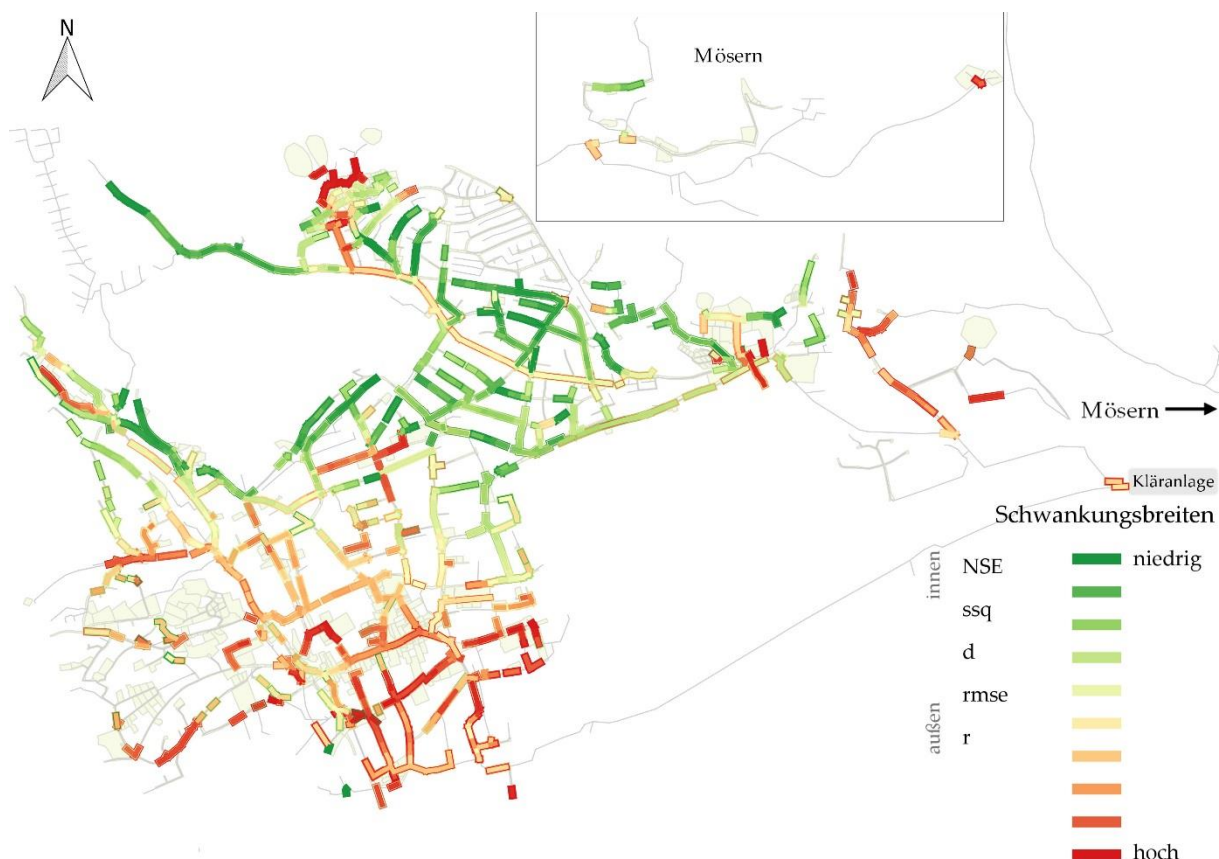 N
Mösern
Mösern
Kläranlage
Schwankungsbreiten
innen
außen
NSE
ssq
d
rmse
r
niedrig
hoch